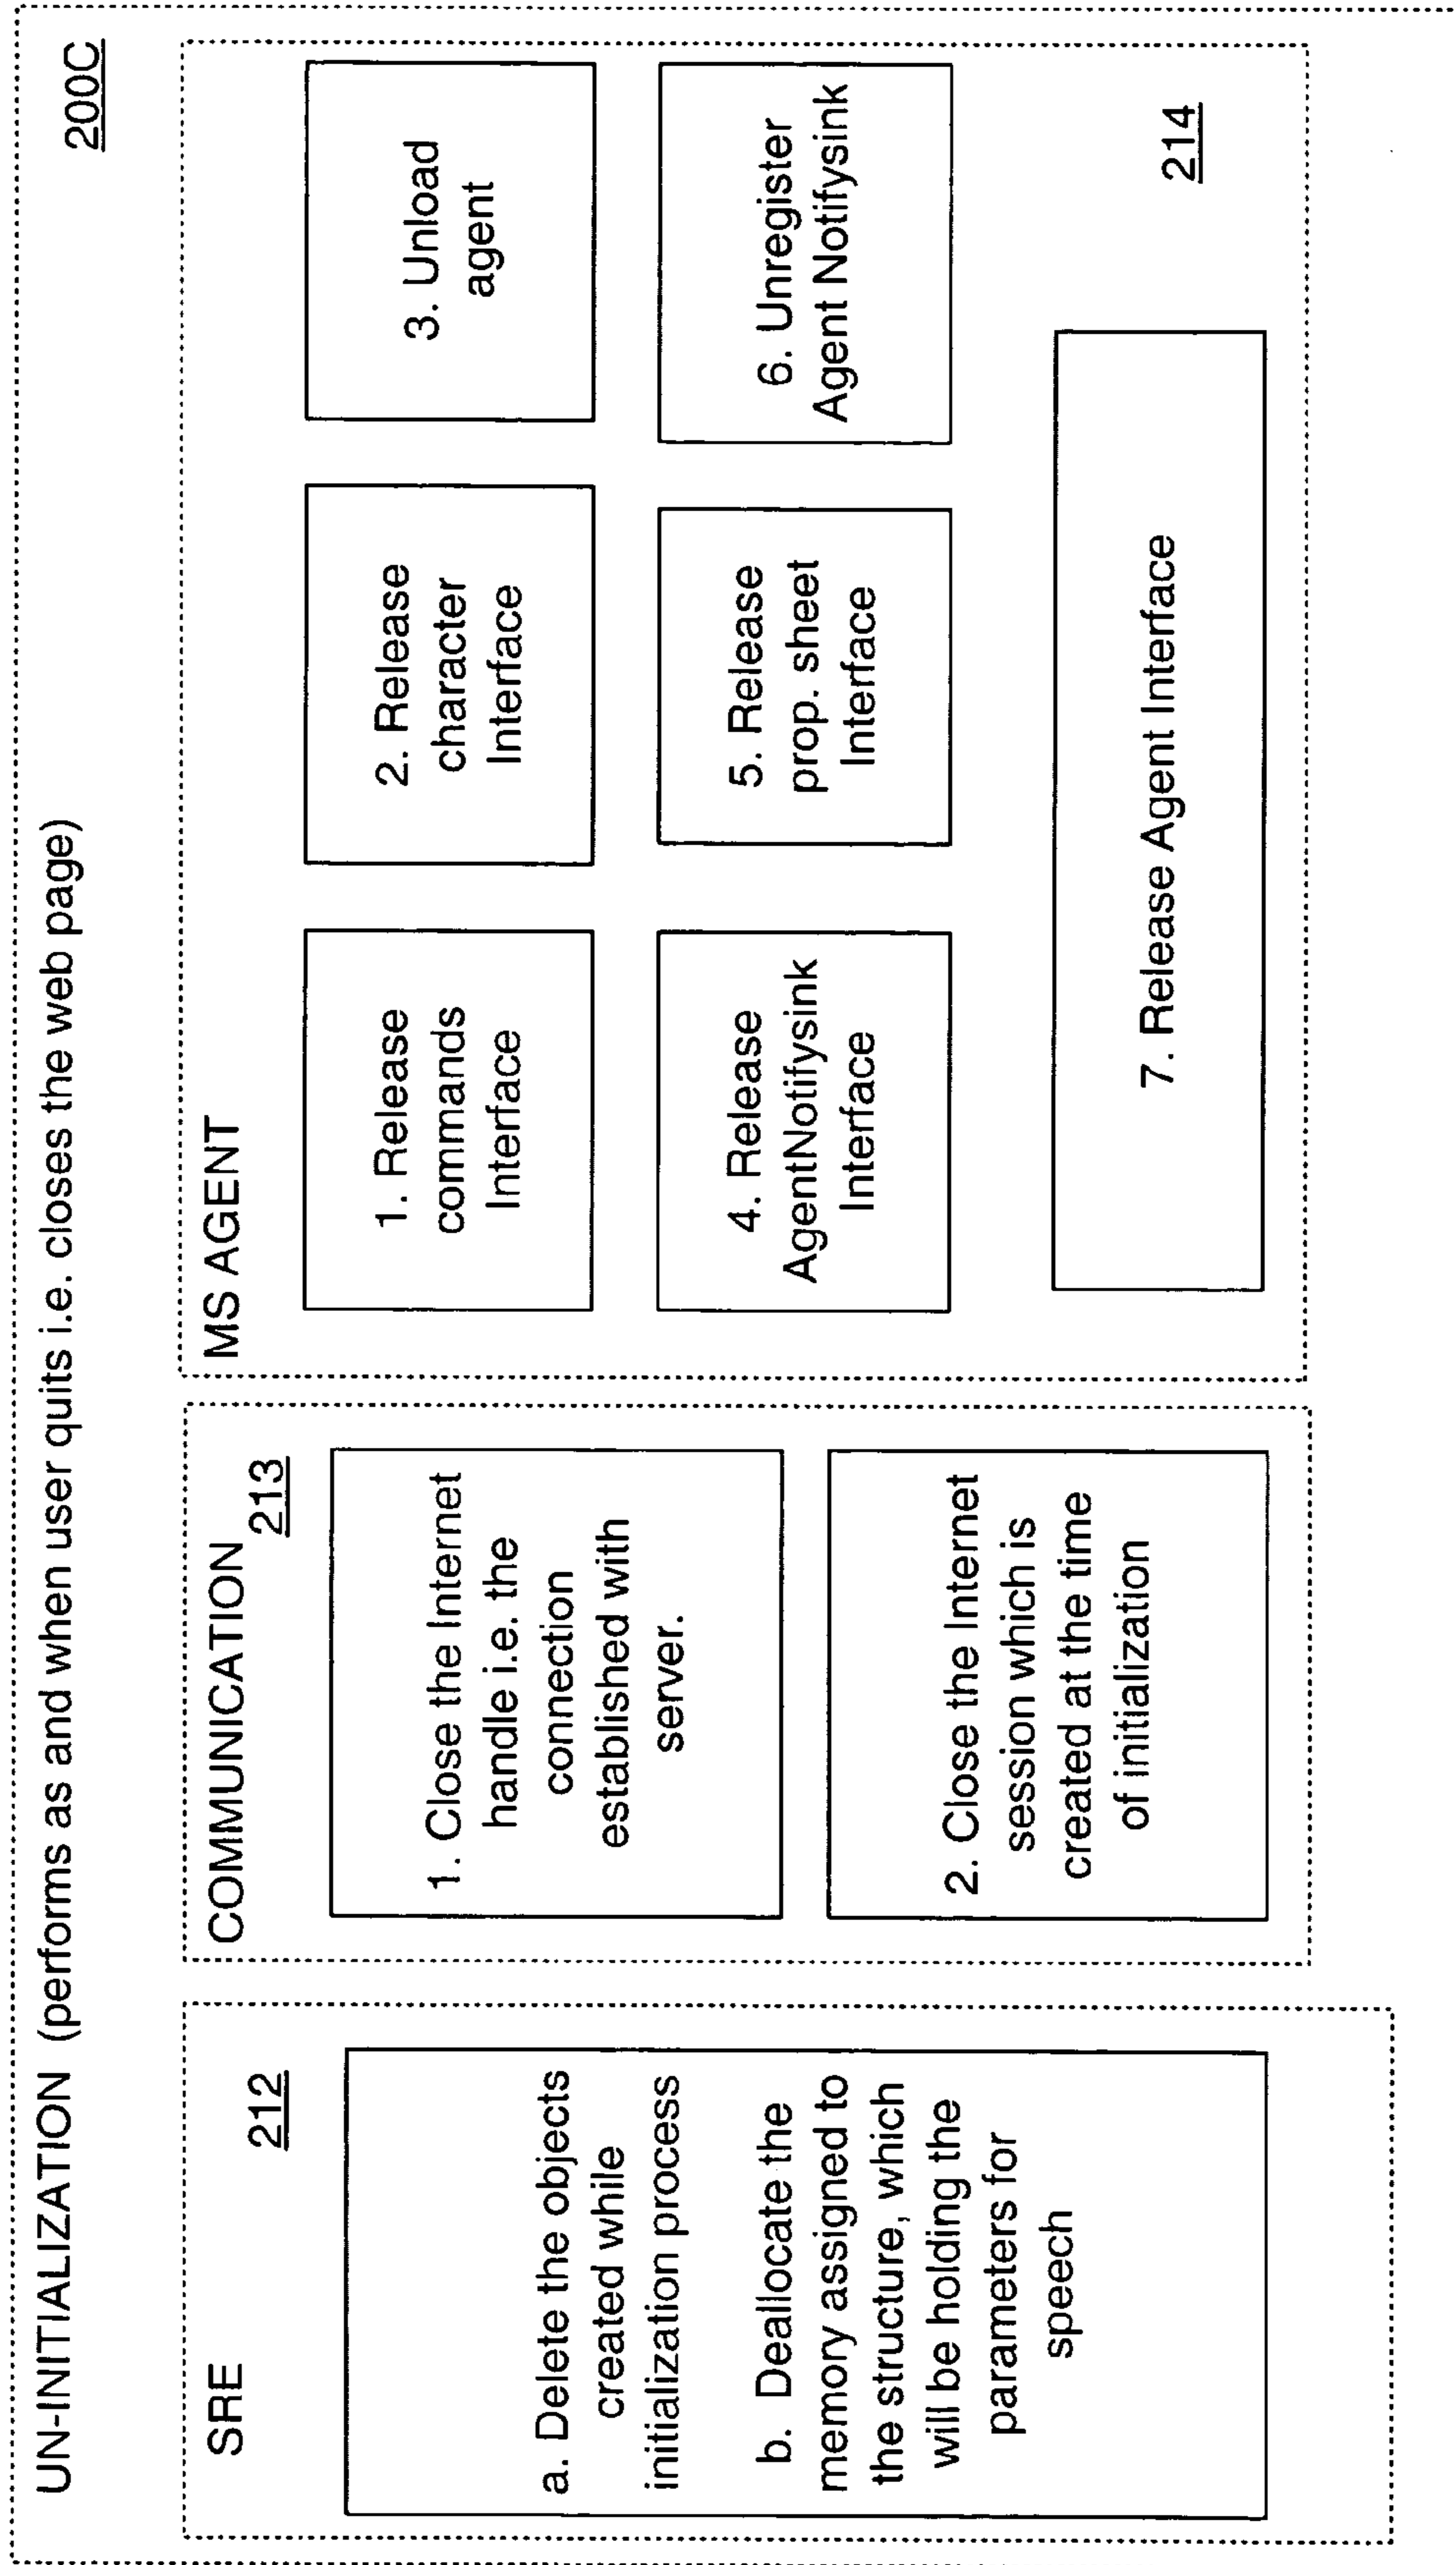 UN-INITIALIZATION (performs as and when user quits i.e. closes the web page)
200C
SRE
212
a. Delete the objects
created while
initialization process
b. Deallocate the
memory assigned to
the structure, which
will be holding the
parameters for
speech
COMMUNICATION
213
1. Close the Internet
handle i.e. the
connection
established with
server.
2. Close the Internet
session which is
created at the time
of initialization
MS AGENT
1. Release
commands
Interface
2. Release
character
Interface
3. Unload
agent
4. Release
AgentNotifysink
Interface
5. Release
prop. sheet
Interface
6. Unregister
Agent Notifysink
7. Release Agent Interface
214